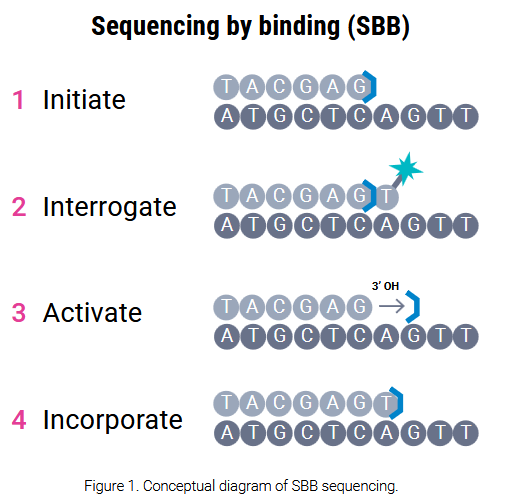 Sequencing by binding (SBB)
1 Initiate
TACGAG
ATGCTCAGTT
2 Interrogate
TACGAGT
ATGCTCAGTT
3 Activate
3' OH
TACGAG
ATGCTCAGTT
4 Incorporate
TACGAGT
ATGCTCAGTT
Figure 1. Conceptual diagram of SBB sequencing.